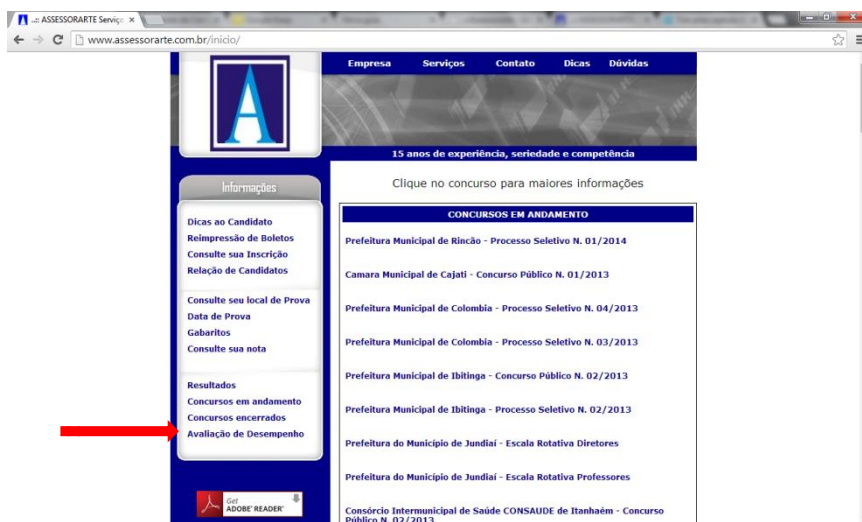 ..:: ASSESSORARTE Serviço
www.assessorarte.com.br/inicio/
Empresa Serviços Contato Dicas Dúvidas
A
15 anos de experiência, seriedade e competência
Informações
Dicas ao Candidato
Reimpressão de Boletos
Consulte sua Inscrição
Relação de Candidatos
Consulte seu local de Prova
Data de Prova
Gabaritos
Consulte sua nota
Resultados
Concursos em andamento
Concursos encerrados
Avaliação de Desempenho
Get
ADOBE® READER®
Clique no concurso para maiores informações
CONCURSOS EM ANDAMENTO
Prefeitura Municipal de Rincão - Processo Seletivo N. 01/2014
Camara Municipal de Cajati - Concurso Público N. 01/2013
Prefeitura Municipal de Colombia - Processo Seletivo N. 04/2013
Prefeitura Municipal de Colombia - Processo Seletivo N. 03/2013
Prefeitura Municipal de Ibitinga - Concurso Público N. 02/2013
Prefeitura Municipal de Ibitinga - Processo Seletivo N. 02/2013
Prefeitura do Município de Jundiaí - Escala Rotativa Diretores
Prefeitura do Município de Jundiaí - Escala Rotativa Professores
Consórcio Intermunicipal de Saúde CONSAUDE de Itanhaém - Concurso
Público N. 02/2013